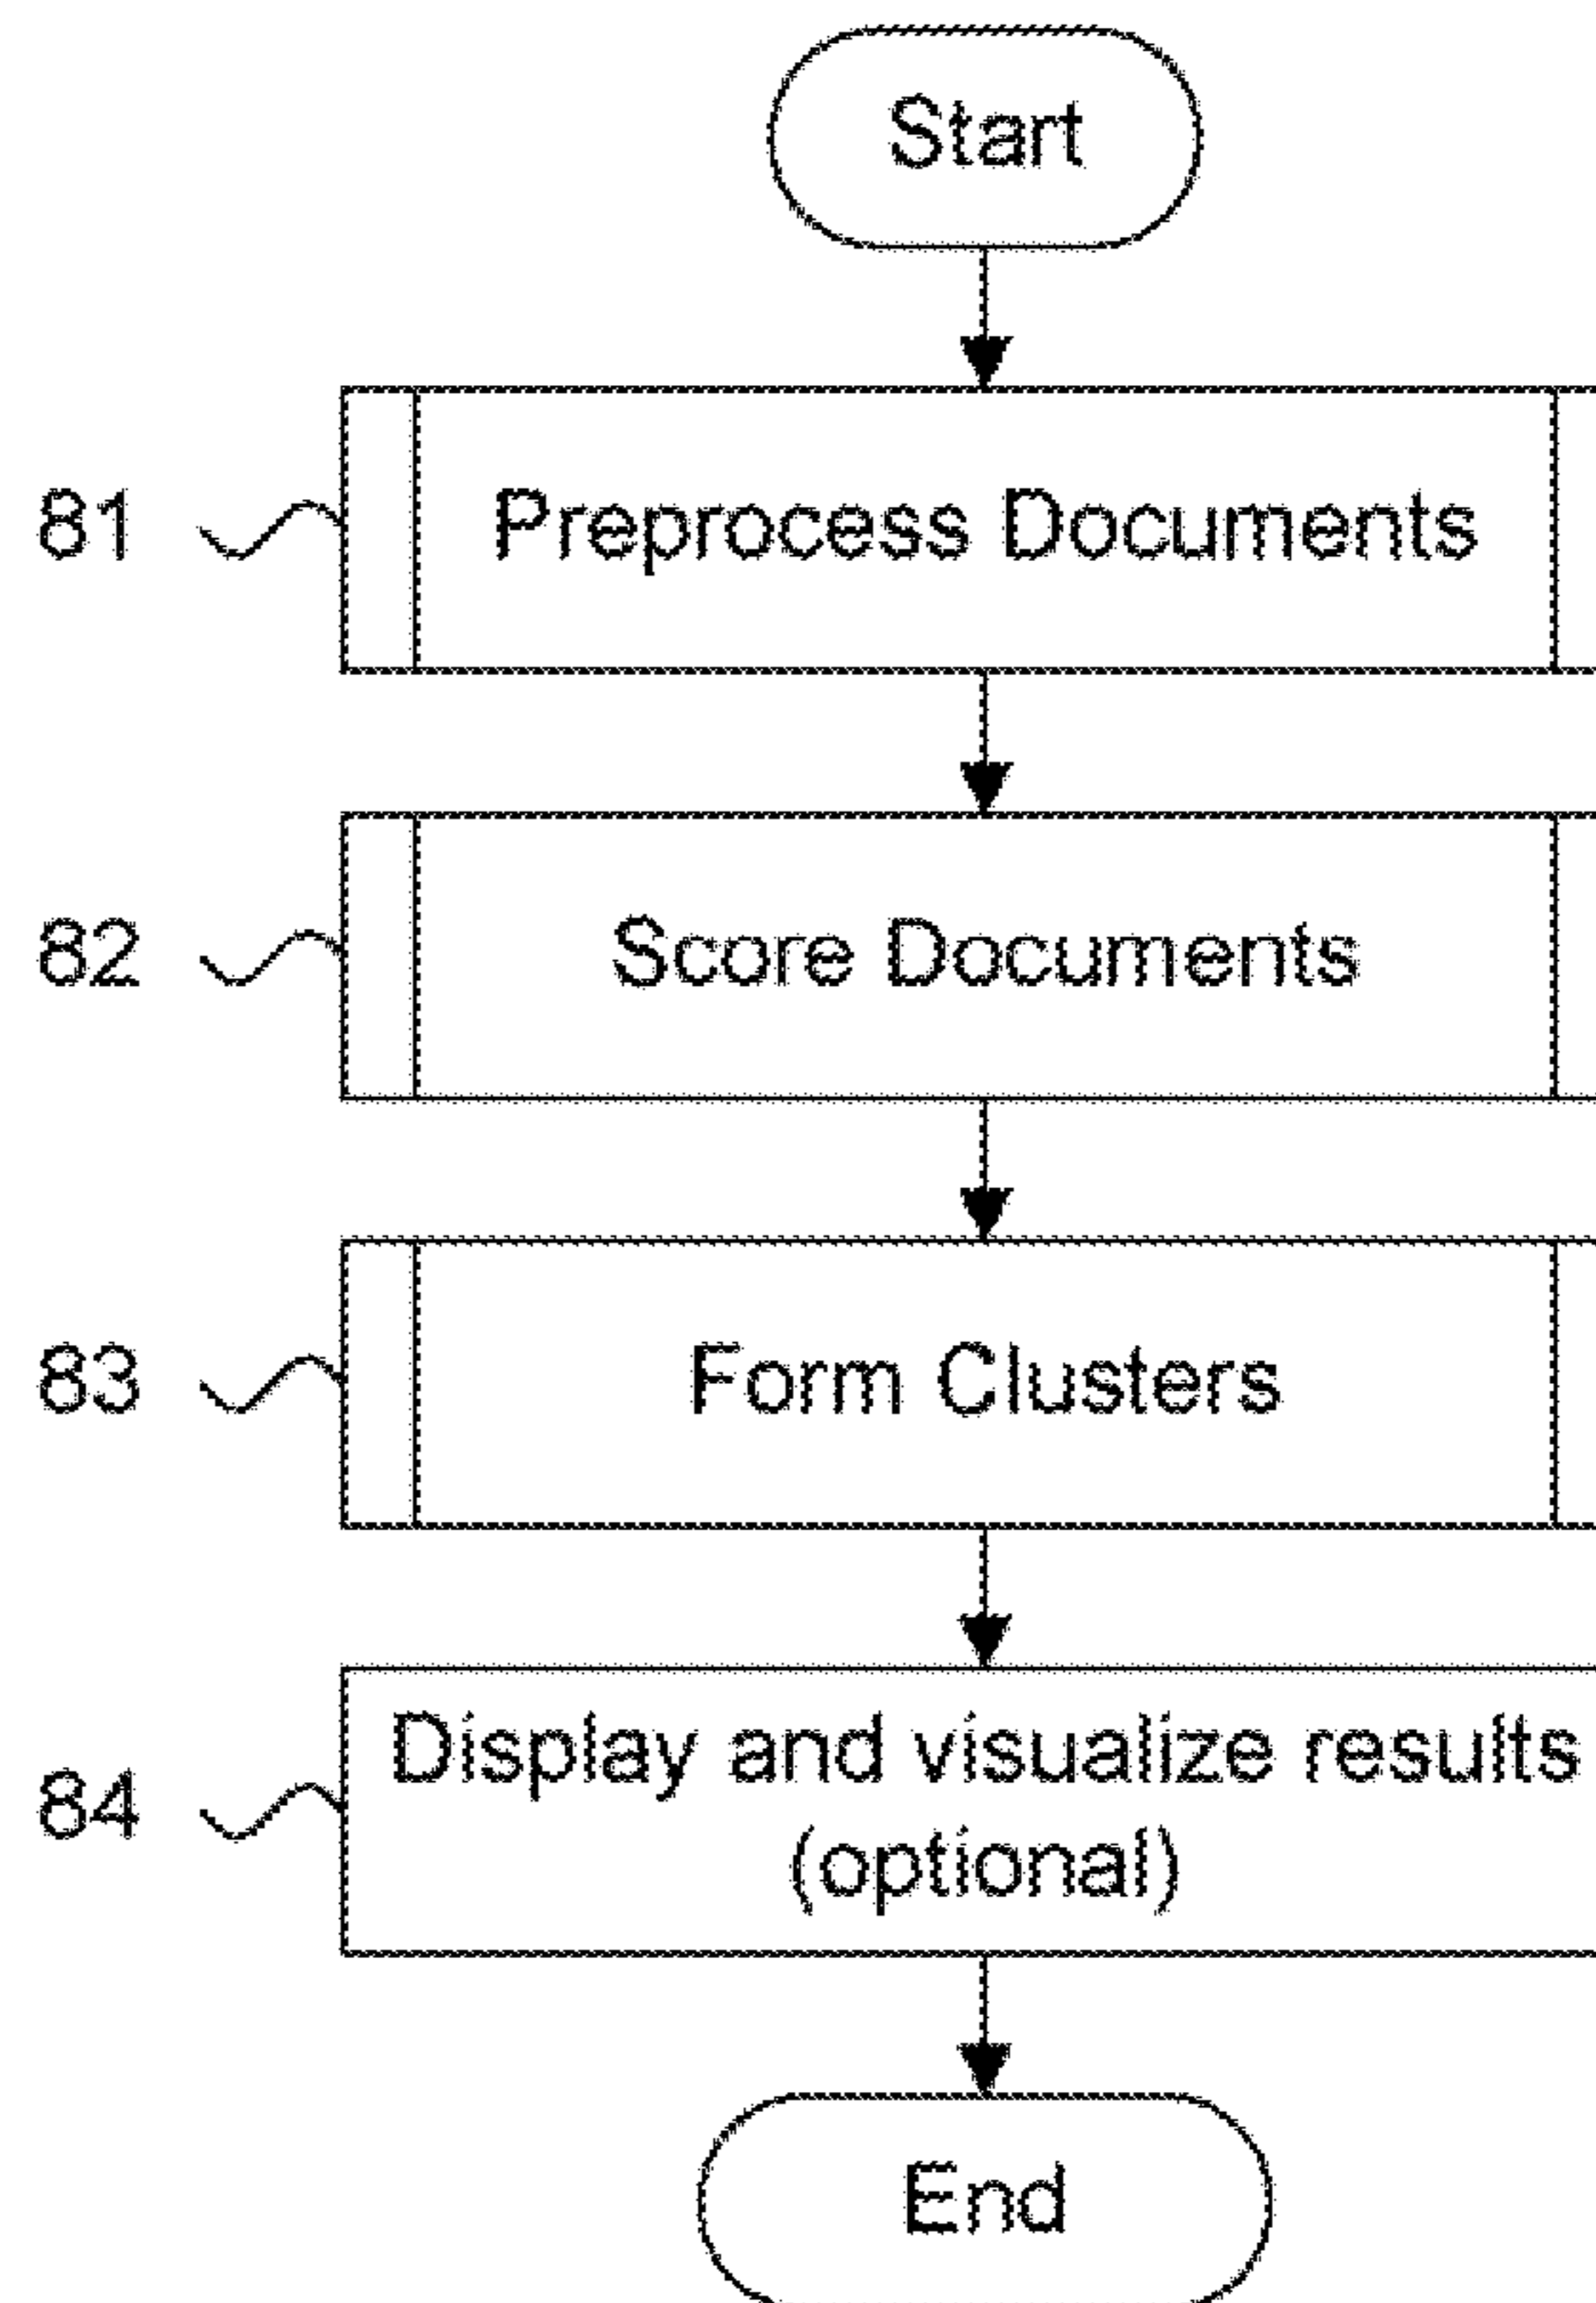 Start
81 Preprocess Documents
82 Score Documents
83 Form Clusters
84 Display and visualize results
(optional)
End